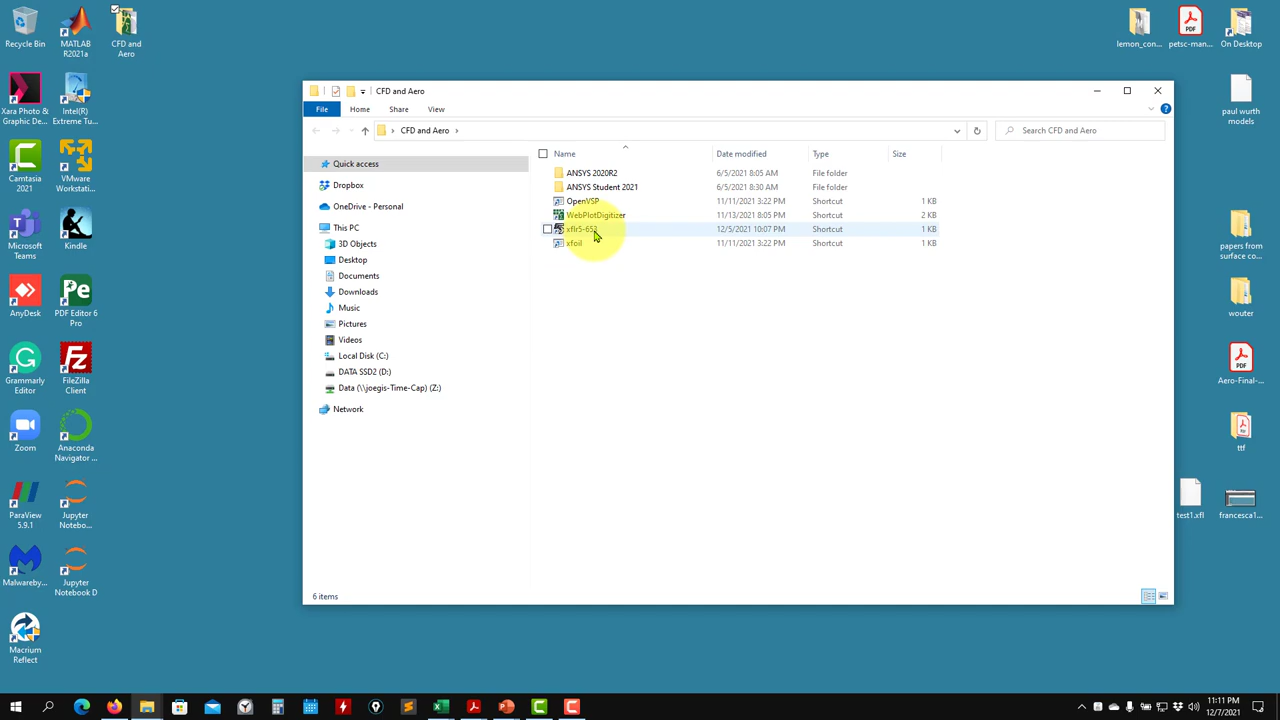 Recycle Bin
MATLAB
R2021a
CFD and
Aero
Xara Photo &
Graphic De...
Intel(R)
Extreme Tu...
Camtasia
2021
VMware
Workstati...
Microsoft
Teams
Kindle
AnyDesk
PDF Editor 6
Pro
Grammarly
Editor
FileZilla
Client
Zoom
Anaconda
Navigator ...
ParaView
5.9.1
Jupyter
Notebo...
Malwareby...
Jupyter
Notebook D
Macrium
Reflect
CFD and Aero
File
Home
Share
View
CFD and Aero
Search CFD and Aero
Quick access
Dropbox
OneDrive - Personal
This PC
3D Objects
Desktop
Documents
Downloads
Music
Pictures
Videos
Local Disk (C:)
DATA SSD2 (D:)
Data (\\joegis-Time-Cap) (Z:)
Network
Name Date modified Type Size
ANSYS 2020R2 6/5/2021 8:05 AM File folder
ANSYS Student 2021 6/5/2021 8:30 AM File folder
OpenVSP 11/11/2021 3:22 PM Shortcut 1 KB
WebPlotDigitizer 11/13/2021 8:05 PM Shortcut 2 KB
xflr5-653 12/5/2021 10:07 PM Shortcut 1 KB
xfoil 11/11/2021 3:22 PM Shortcut 1 KB
6 items
lemon_con...
PDF
petsc-man...
On Desktop
paul wurth
models
papers from
surface co...
wouter
PDF
Aero-Final-...
ttf
test1.xfl
francesca1...
11:11 PM
12/7/2021